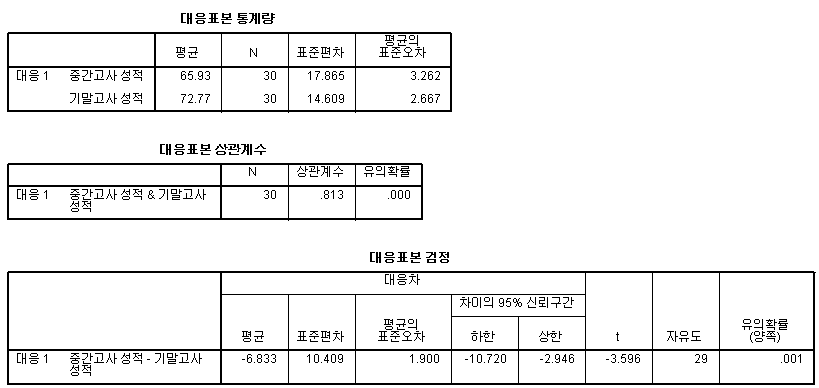 대응표본 통계량
평균 N 표준편차 평균의 표준오차
대응 1 중간고사 성적 65.93 30 17.865 3.262
기말고사 성적 72.77 30 14.609 2.667
대응표본 상관계수
N 상관계수 유의확률
대응 1 중간고사 성적 & 기말고사 성적 30 .813 .000
대응표본 검정
대응차
차이의 95% 신뢰구간
평균 표준편차 평균의 표준오차 하한 상한 t 자유도 유의확률 (양쪽)
대응 1 중간고사 성적 - 기말고사 성적 -6.833 10.409 1.900 -10.720 -2.946 -3.596 29 .001